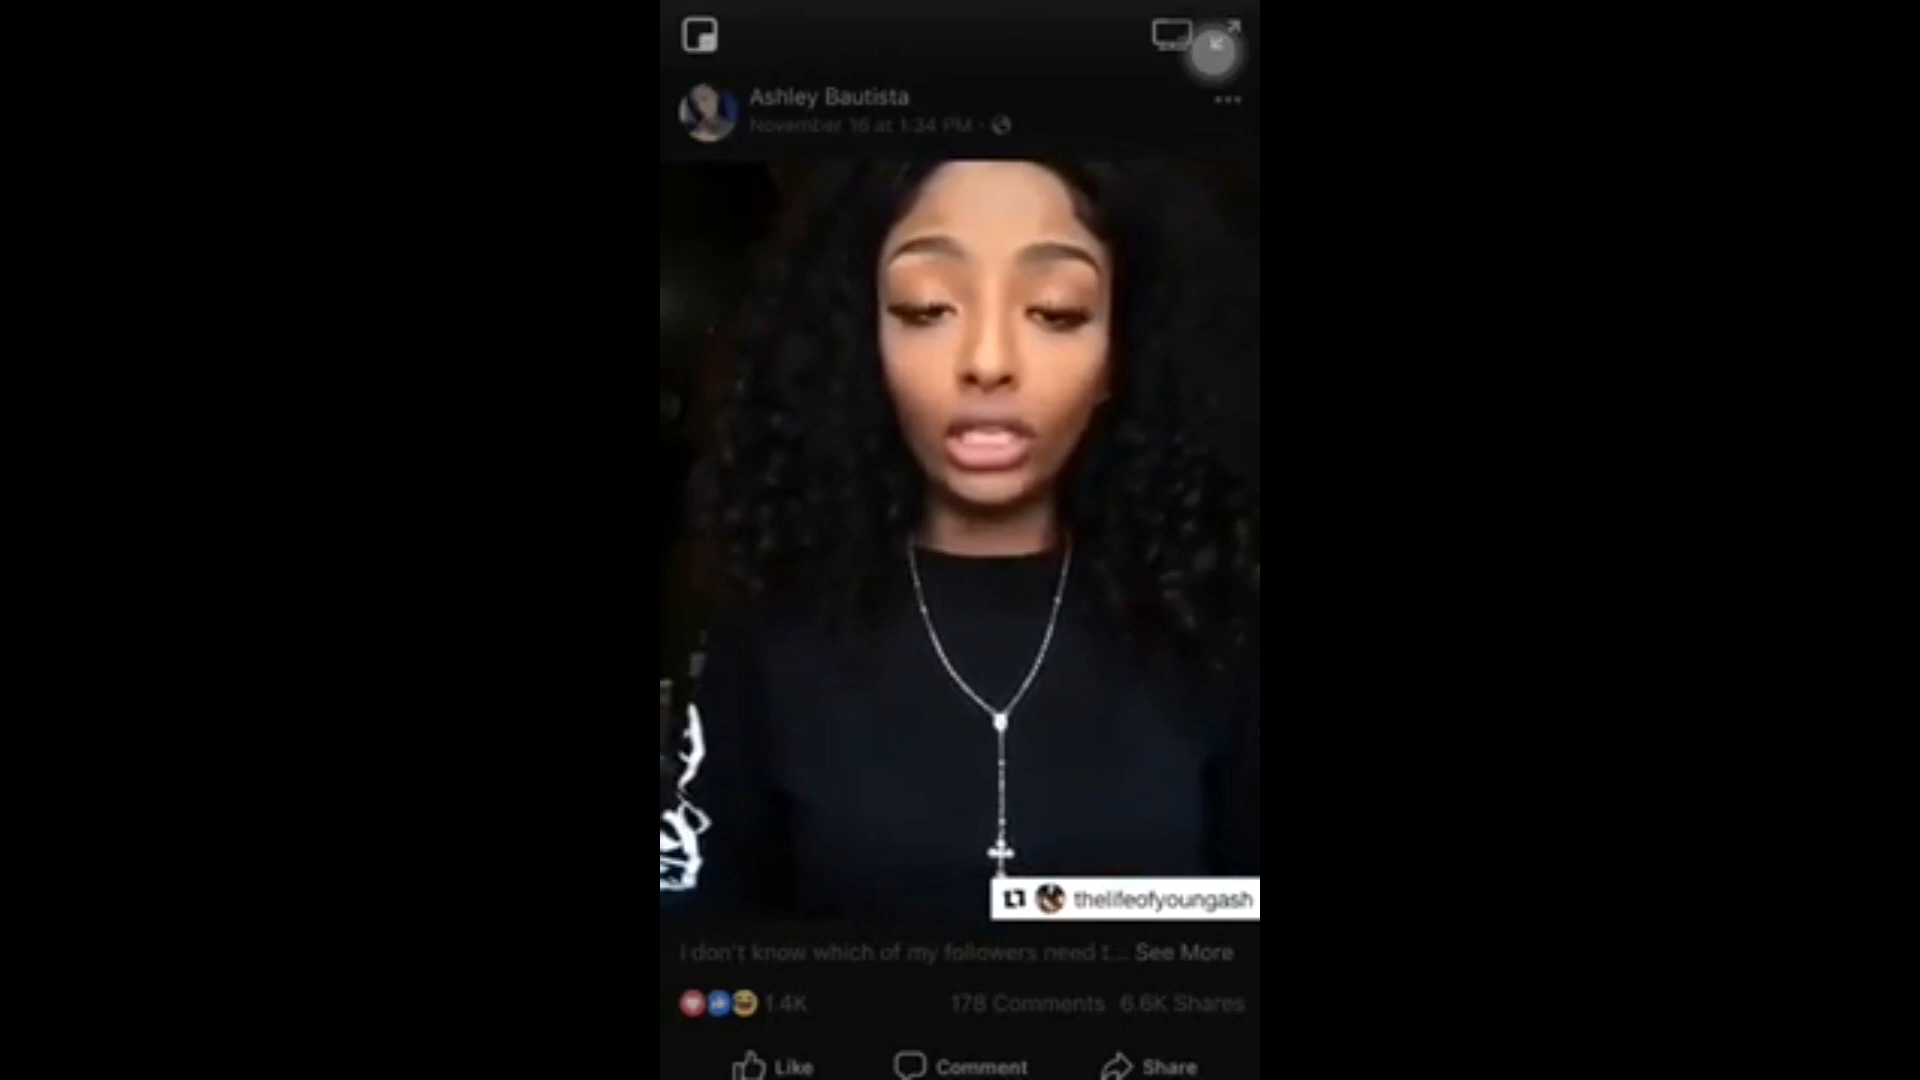 Ashley Bautista
November 16 at 1:34 PM ·
thelifeofyoungash
I don't know which of my followers need t... See More
1.4K 178 Comments 6.6K Shares
Like Comment Share